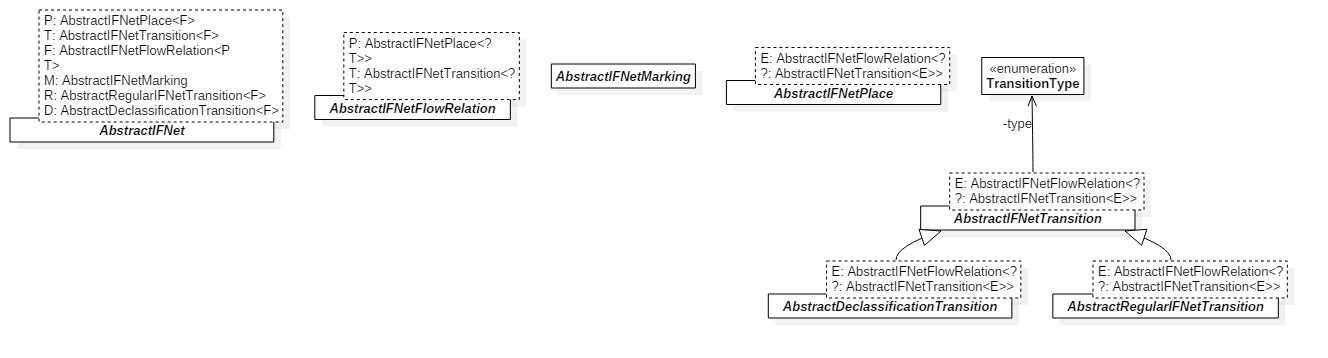 P: AbstractIFNetPlace<F>
T: AbstractIFNetTransition<F>
F: AbstractIFNetFlowRelation<P
T>
M: AbstractIFNetMarking
R: AbstractRegularIFNetTransition<F>
D: AbstractDeclassificationTransition<F>
AbstractIFNet
P: AbstractIFNetPlace<?
T>>
T: AbstractIFNetTransition<?
T>>
AbstractIFNetFlowRelation
AbstractIFNetMarking
E: AbstractIFNetFlowRelation<?
?: AbstractIFNetTransition<E>>
AbstractIFNetPlace
«enumeration»
TransitionType
-type
E: AbstractIFNetFlowRelation<?
?: AbstractIFNetTransition<E>>
AbstractIFNetTransition
E: AbstractIFNetFlowRelation<?
?: AbstractIFNetTransition<E>>
AbstractDeclassificationTransition
E: AbstractIFNetFlowRelation<?
?: AbstractIFNetTransition<E>>
AbstractRegularIFNetTransition